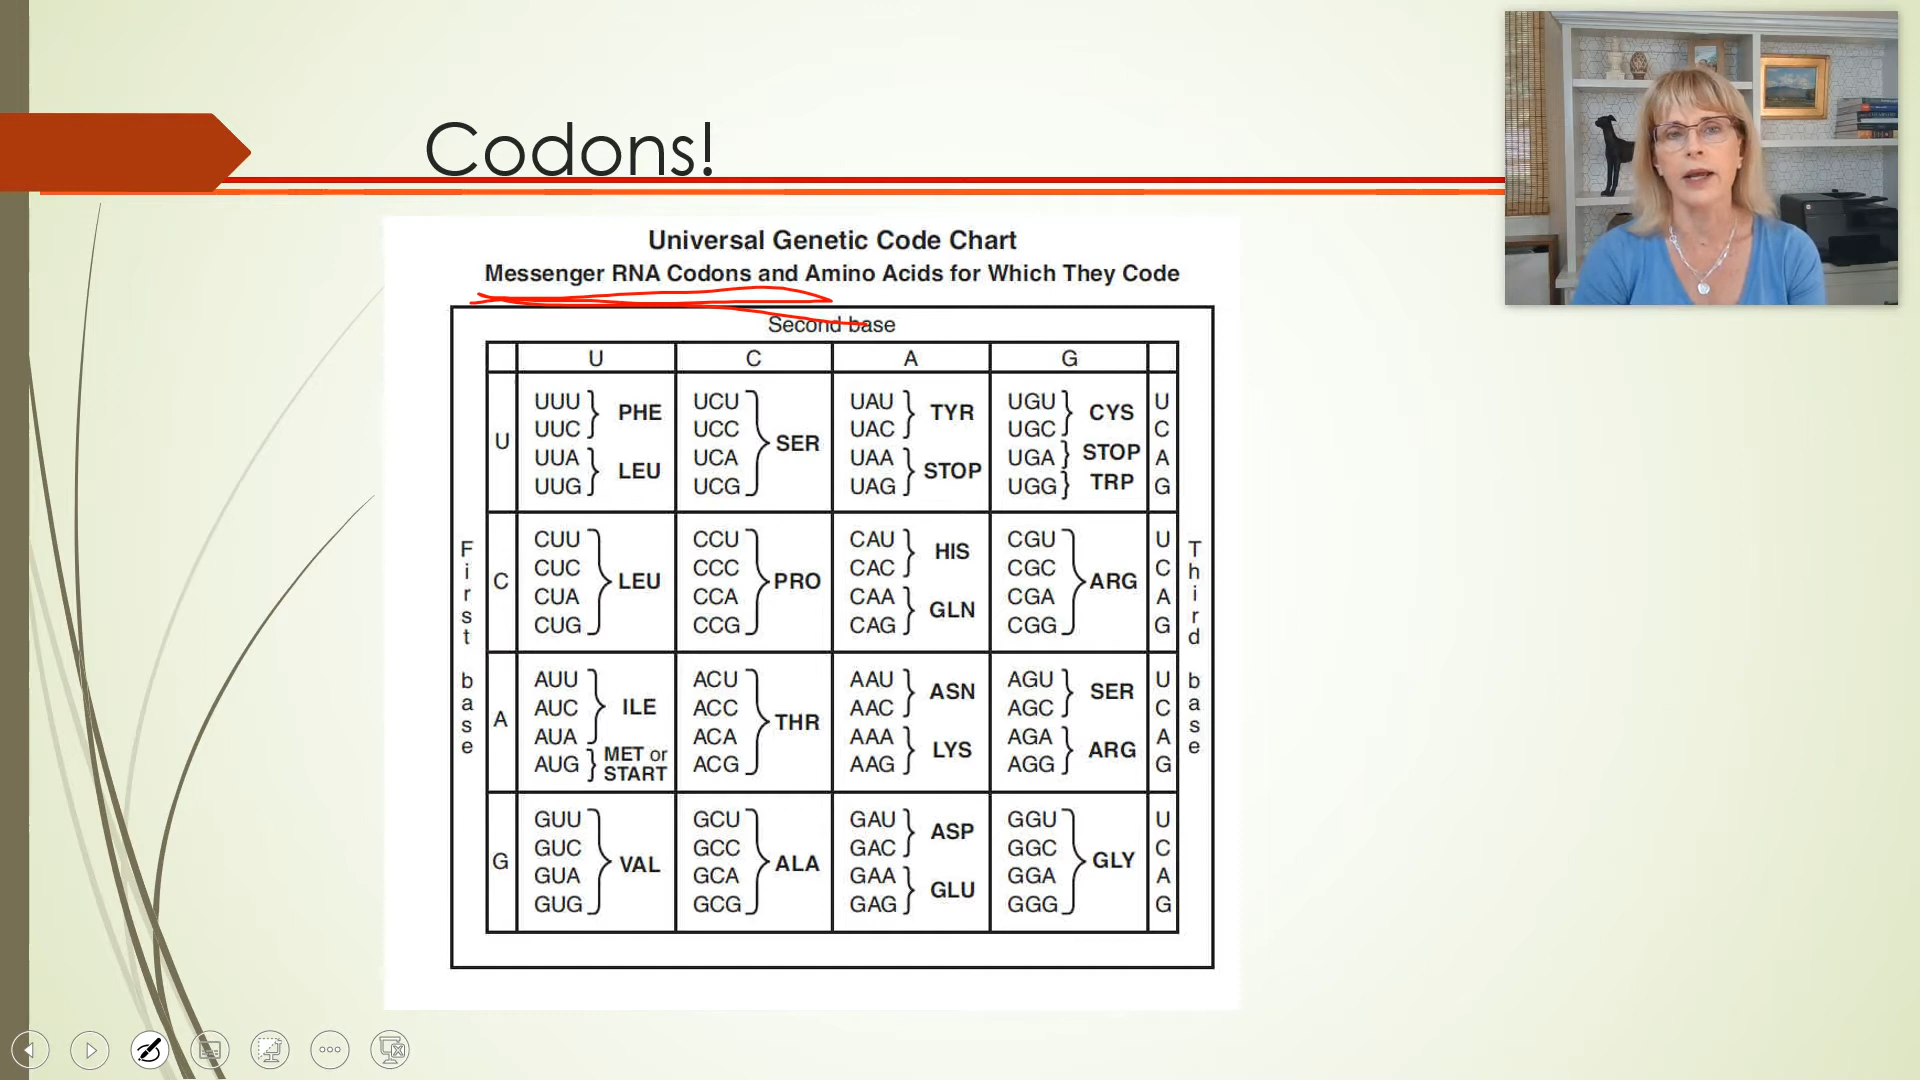 Codons!
Universal Genetic Code Chart
Messenger RNA Codons and Amino Acids for Which They Code
Second base
U C A G
First base
Third base
U
UUU
UUC
PHE
UUA
UUG
LEU
UCU
UCC
UCA
UCG
SER
UAU
UAC
TYR
UAA
UAG
STOP
UGU
UGC
CYS
UGA
STOP
UGG
TRP
U
C
A
G
C
CUU
CUC
CUA
CUG
LEU
CCU
CCC
CCA
CCG
PRO
CAU
CAC
HIS
CAA
CAG
GLN
CGU
CGC
CGA
CGG
ARG
U
C
A
G
A
AUU
AUC
AUA
ILE
AUG
MET or
START
ACU
ACC
ACA
ACG
THR
AAU
AAC
ASN
AAA
AAG
LYS
AGU
AGC
SER
AGA
AGG
ARG
U
C
A
G
G
GUU
GUC
GUA
GUG
VAL
GCU
GCC
GCA
GCG
ALA
GAU
GAC
ASP
GAA
GAG
GLU
GGU
GGC
GGA
GGG
GLY
U
C
A
G